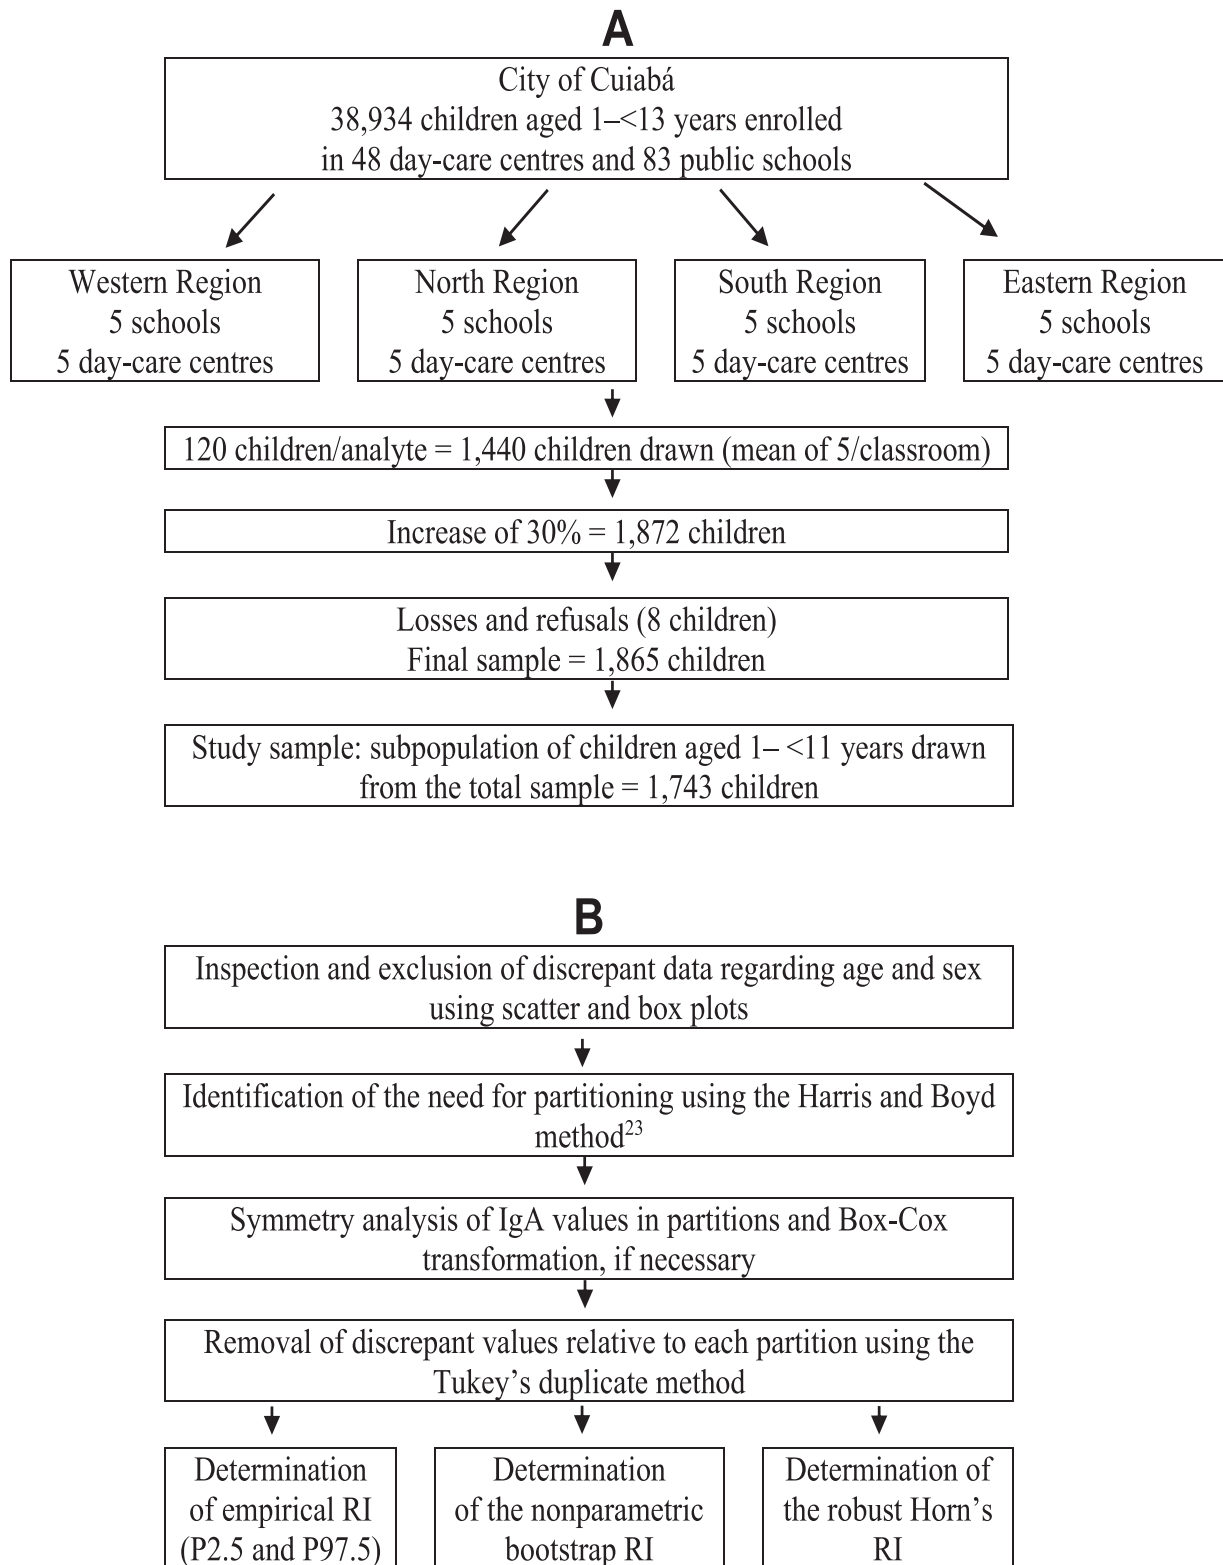 A
City of Cuiabá
38,934 children aged 1–<13 years enrolled
in 48 day-care centres and 83 public schools
Western Region
5 schools
5 day-care centres
North Region
5 schools
5 day-care centres
South Region
5 schools
5 day-care centres
Eastern Region
5 schools
5 day-care centres
120 children/analyte = 1,440 children drawn (mean of 5/classroom)
Increase of 30% = 1,872 children
Losses and refusals (8 children)
Final sample = 1,865 children
Study sample: subpopulation of children aged 1– <11 years drawn
from the total sample = 1,743 children
B
Inspection and exclusion of discrepant data regarding age and sex
using scatter and box plots
Identification of the need for partitioning using the Harris and Boyd
method²³
Symmetry analysis of IgA values in partitions and Box-Cox
transformation, if necessary
Removal of discrepant values relative to each partition using the
Tukey's duplicate method
Determination
of empirical RI
(P2.5 and P97.5)
Determination
of the nonparametric
bootstrap RI
Determination of
the robust Horn's
RI